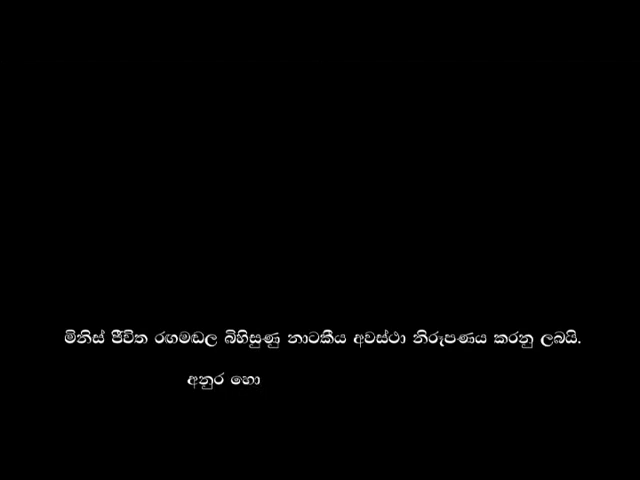 මිනිස් ජීවිත රඟමඬල බිහිසුණු නාටකීය අවස්ථා නිරූපණය කරනු ලබයි.
අනුර හො